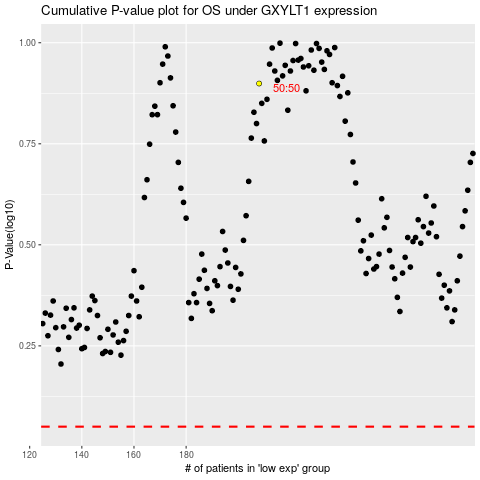 Cumulative P-value plot for OS under GXYLT1 expression
P-Value(log10)
1.00
0.75
0.50
0.25
50:50
120 140 160 180
# of patients in 'low exp' group